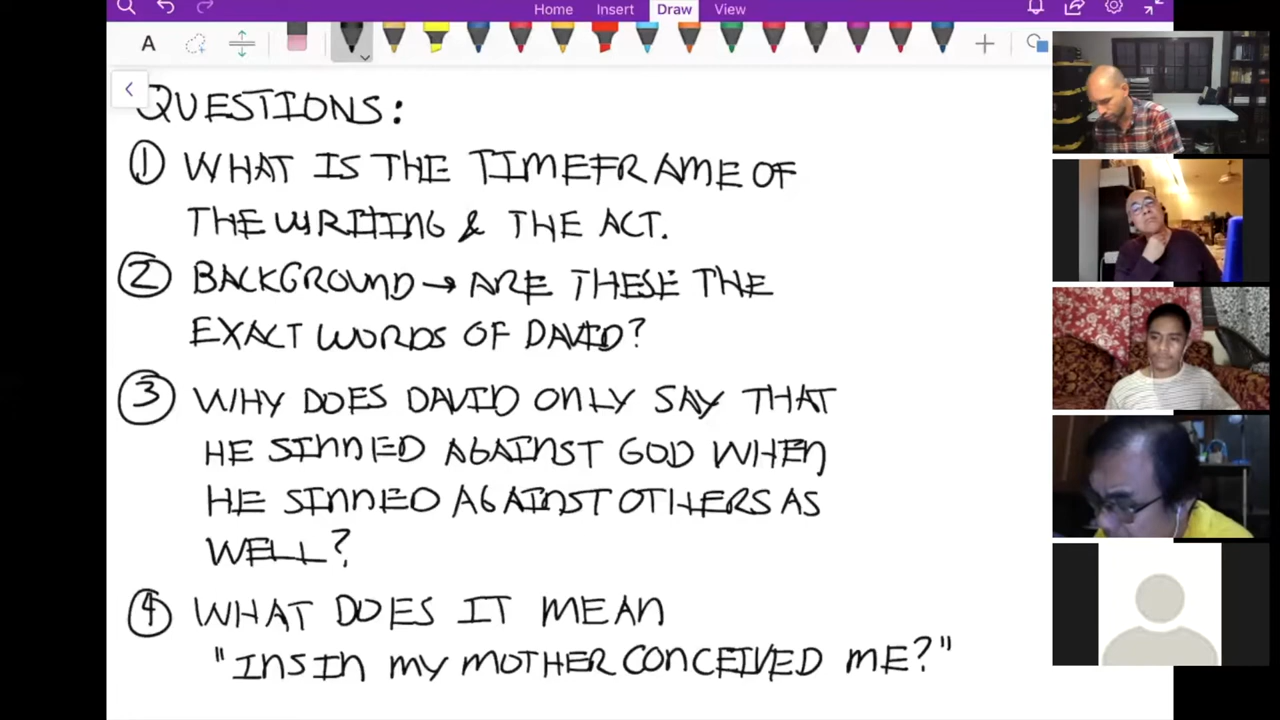 Home Insert Draw View
A
QUESTIONS:
① WHAT IS THE TIMEFRAME OF
THE WRITING & THE ACT.
② BACKGROUND → ARE THESE THE
EXACT WORDS OF DAVID?
③ WHY DOES DAVID ONLY SAY THAT
HE SINNED AGAINST GOD WHEN
HE SINNED AGAINST OTHERS AS
WELL?
④ WHAT DOES IT MEAN
"IN SIN MY MOTHER CONCEIVED ME?"